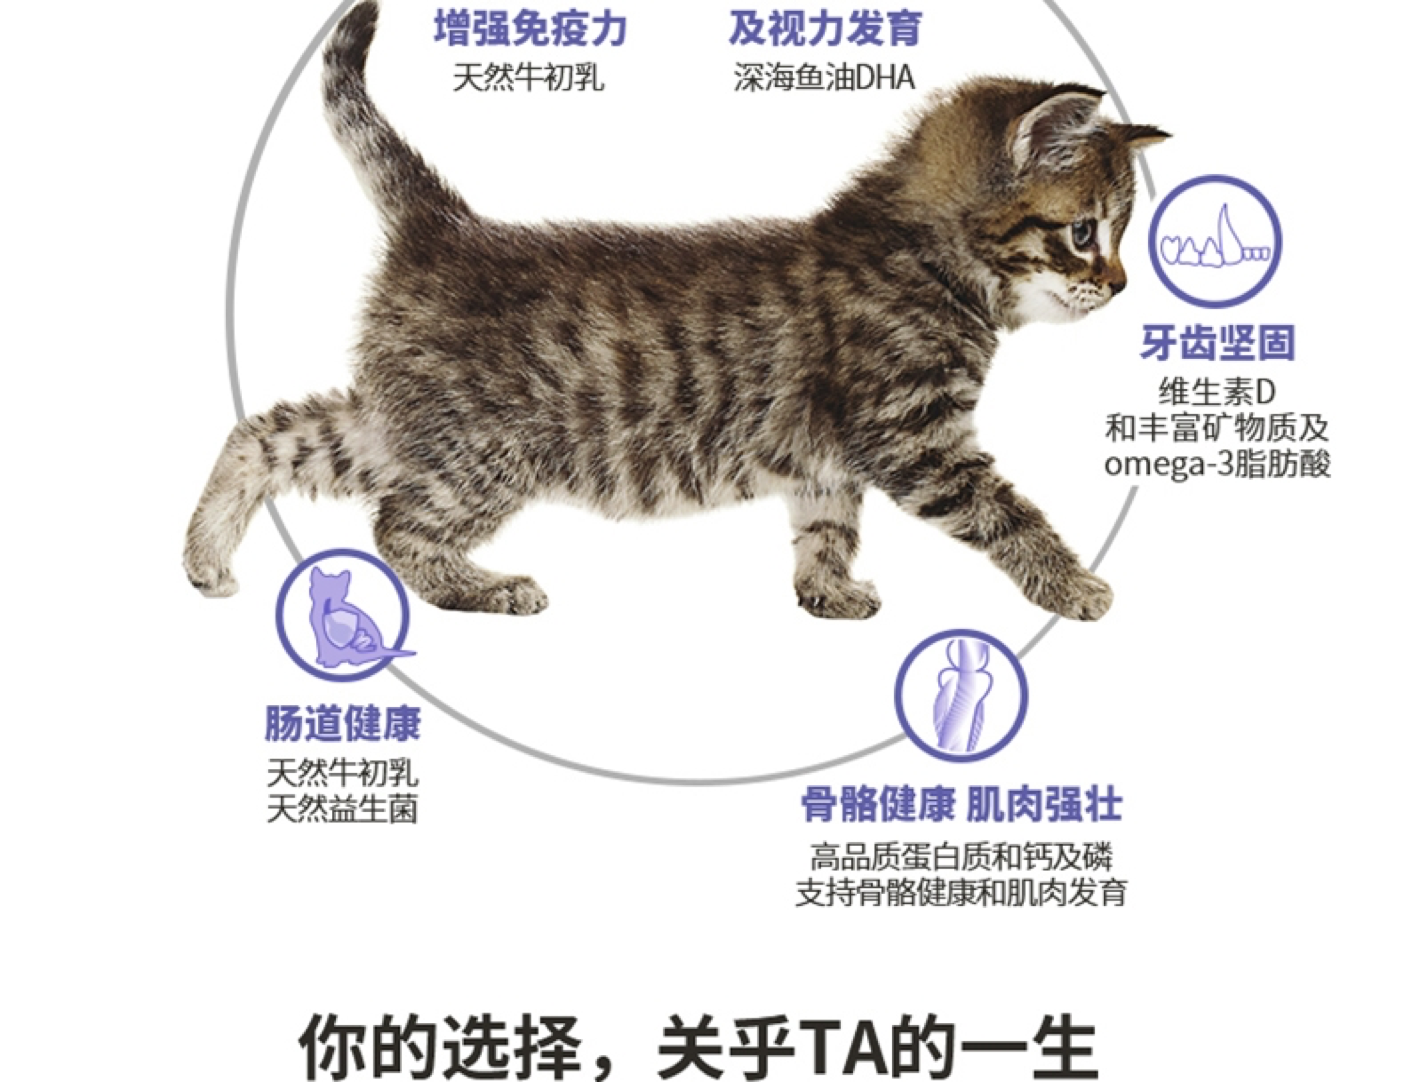 增强免疫力
天然牛初乳
及视力发育
深海鱼油DHA
牙齿坚固
维生素D
和丰富矿物质及
omega-3脂肪酸
肠道健康
天然牛初乳
天然益生菌
骨骼健康 肌肉强壮
高品质蛋白质和钙及磷
支持骨骼健康和肌肉发育
你的选择，关乎TA的一生